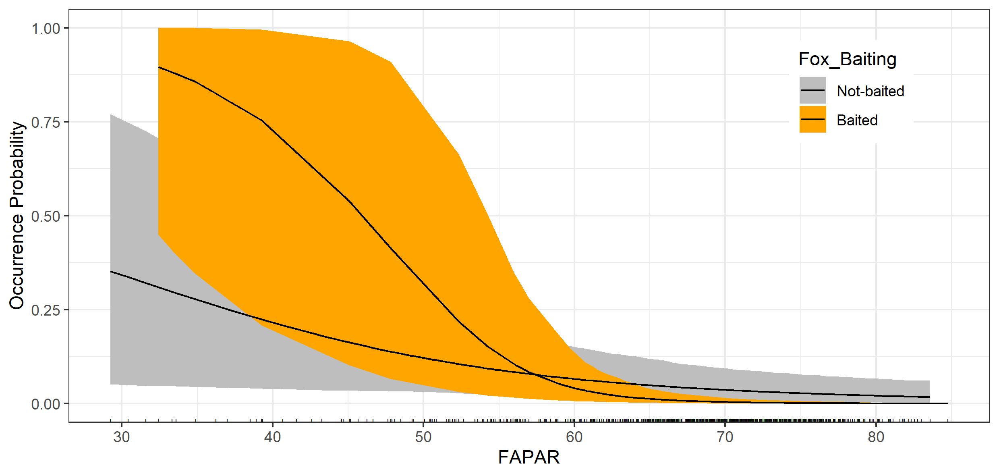 Fox_Baiting
Not-baited
Baited
Occurrence Probability
1.00
0.75
0.50
0.25
0.00
30 40 50 60 70 80
FAPAR